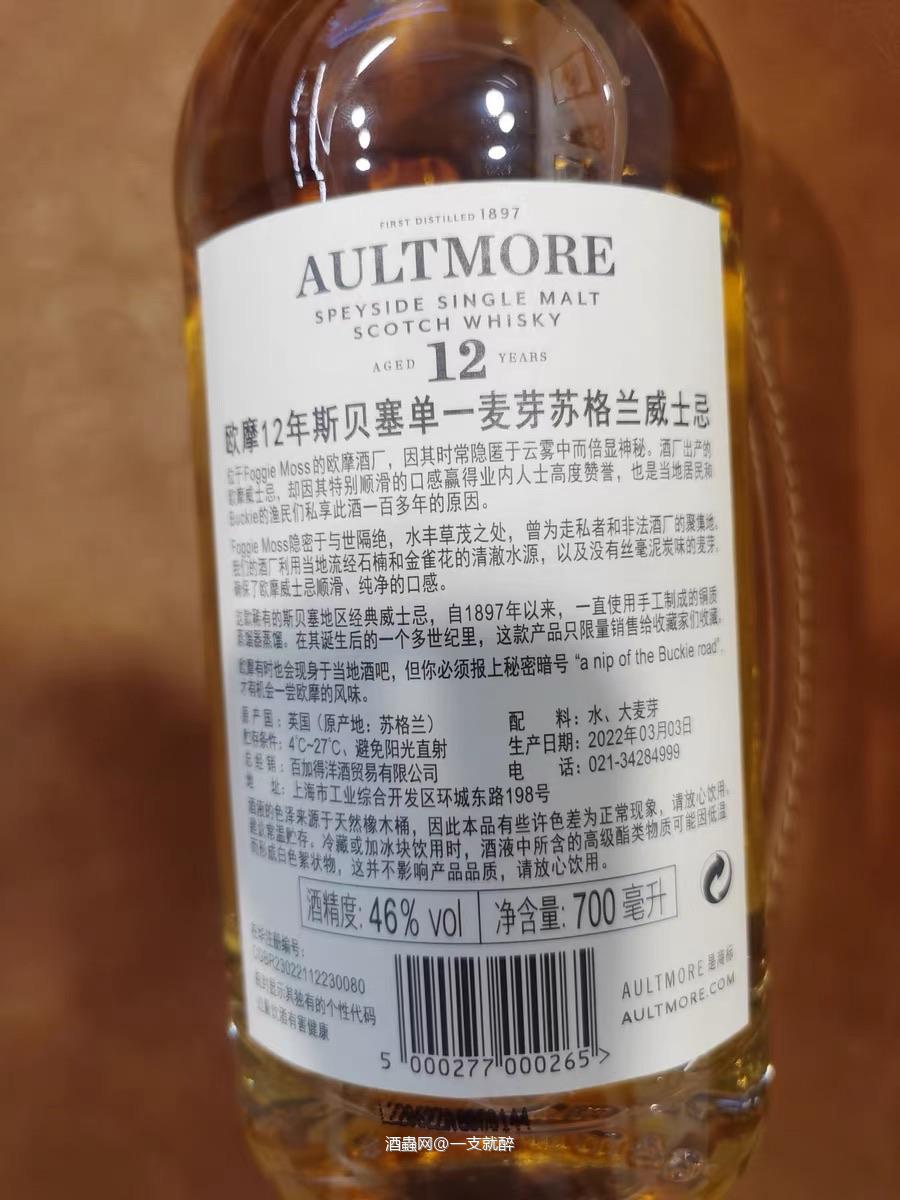 FIRST DISTILLED 1897
AULTMORE
SPEYSIDE SINGLE MALT
SCOTCH WHISKY
AGED 12 YEARS
欧摩12年斯贝塞单一麦芽苏格兰威士忌
位于Foggie Moss的欧摩酒厂，因其时常隐匿于云雾中而倍显神秘。酒厂出产的
欧摩威士忌，却因其特别顺滑的口感赢得业内人士高度赞誉，也是当地居民和
Buckie的渔民们私享此酒一百多年的原因。
Foggie Moss隐密于与世隔绝，水丰草茂之处，曾为走私者和非法酒厂的聚集地。
我们的酒厂利用当地流经石楠和金雀花的清澈水源，以及没有丝毫泥炭味的麦芽，
确保了欧摩威士忌顺滑、纯净的口感。
这款稀有的斯贝塞地区经典威士忌，自1897年以来，一直使用手工制成的铜质
蒸馏器蒸馏。在其诞生后的一个多世纪里，这款产品只限量销售给收藏家们收藏。
欧摩有时也会现身于当地酒吧，但你必须报上秘密暗号 “a nip of the Buckie road”，
才有机会一尝欧摩的风味。
原产国：英国（原产地：苏格兰） 配 料：水、大麦芽
贮存条件：4℃~27℃、避免阳光直射 生产日期：2022年03月03日
总经销：百加得洋酒贸易有限公司 电 话：021-34284999
地 址：上海市工业综合开发区环城东路198号
酒液的色泽来源于天然橡木桶，因此本品有些许色差为正常现象，请放心饮用。
建议常温贮存。冷藏或加冰块饮用时，酒液中所含的高级酯类物质可能因低温
而形成白色絮状物，这并不影响产品品质，请放心饮用。
酒精度：46% vol 净含量：700 毫升
在华注册编号：
CGBR23022112230080
瓶封显示其独有的个性代码
过量饮酒有害健康
AULTMORE 是商标
AULTMORE.COM
5 000277 000265 >
酒蟲网@一支就醉